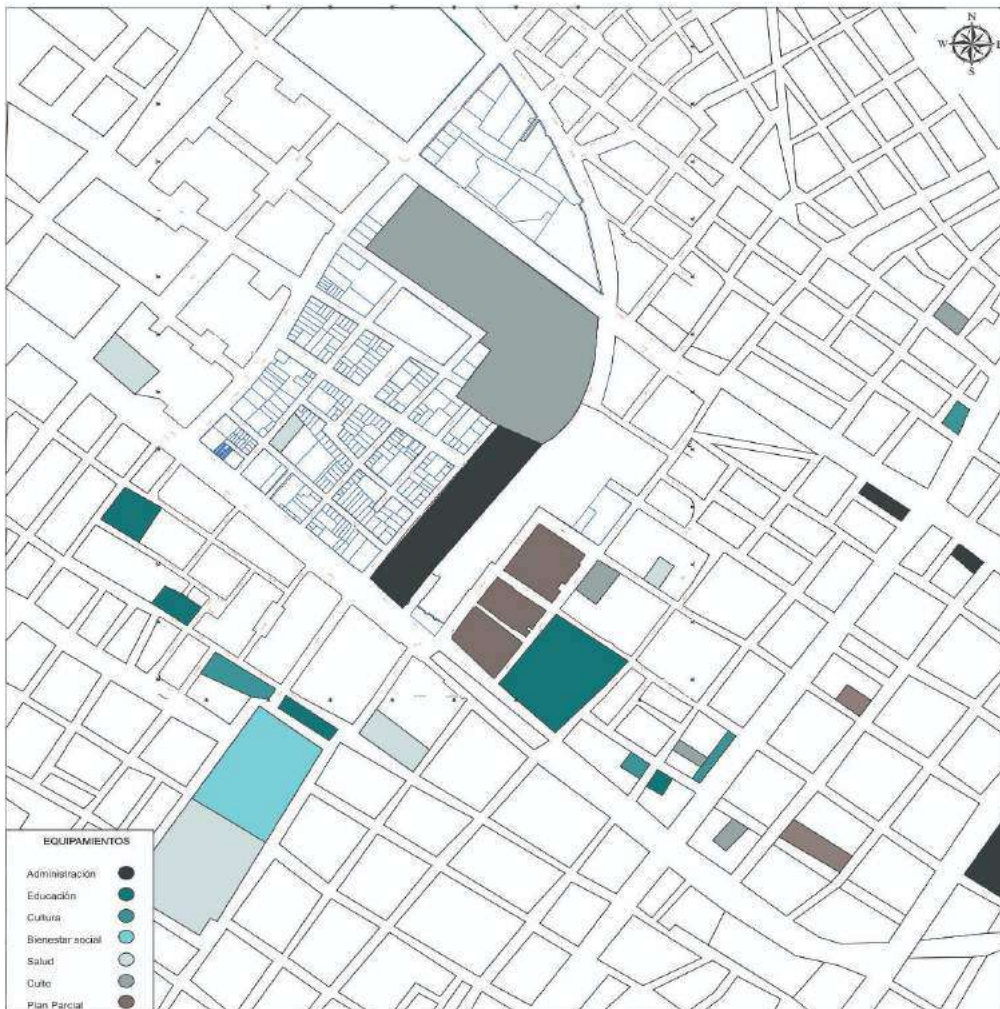 N
W E
S
EQUIPAMIENTOS
Administración
Educación
Cultura
Bienestar social
Salud
Culto
Plan Parcial